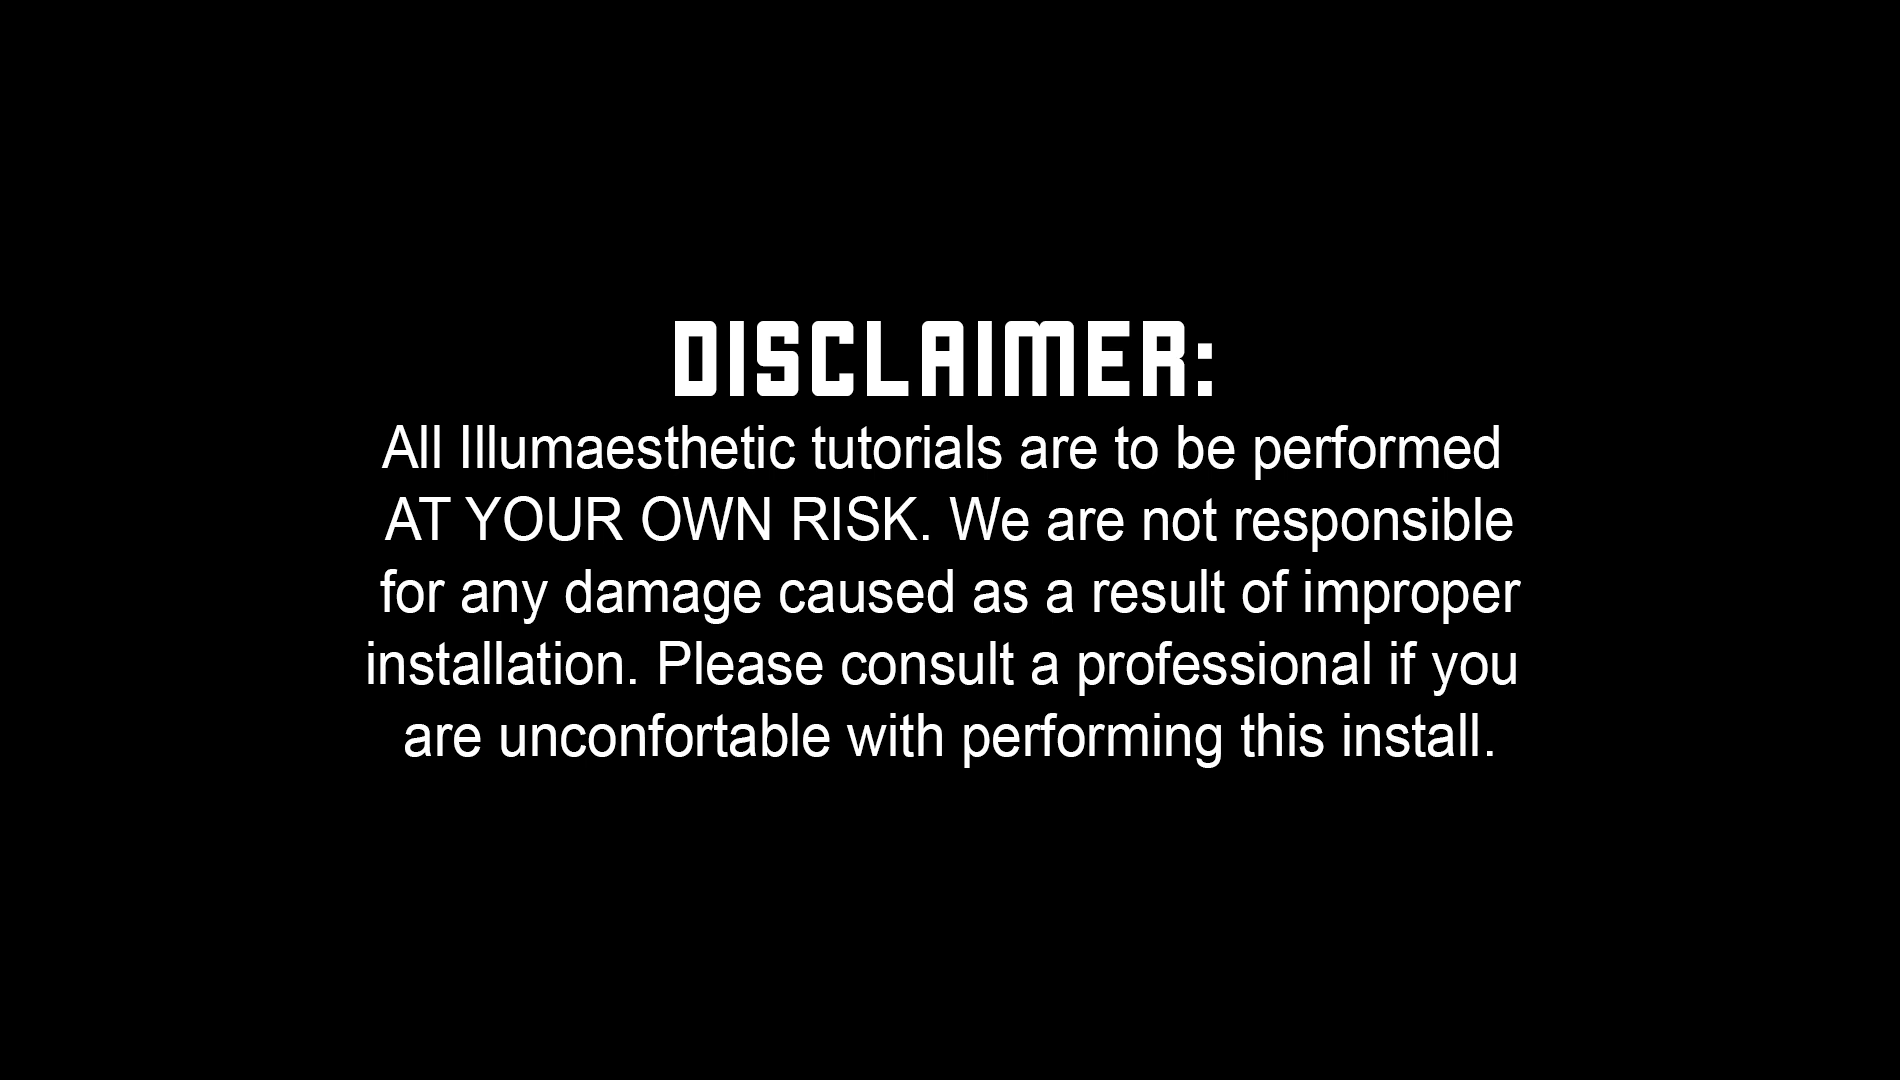 DISCLAIMER:
All Illumaesthetic tutorials are to be performed
AT YOUR OWN RISK. We are not responsible
for any damage caused as a result of improper
installation. Please consult a professional if you
are unconfortable with performing this install.